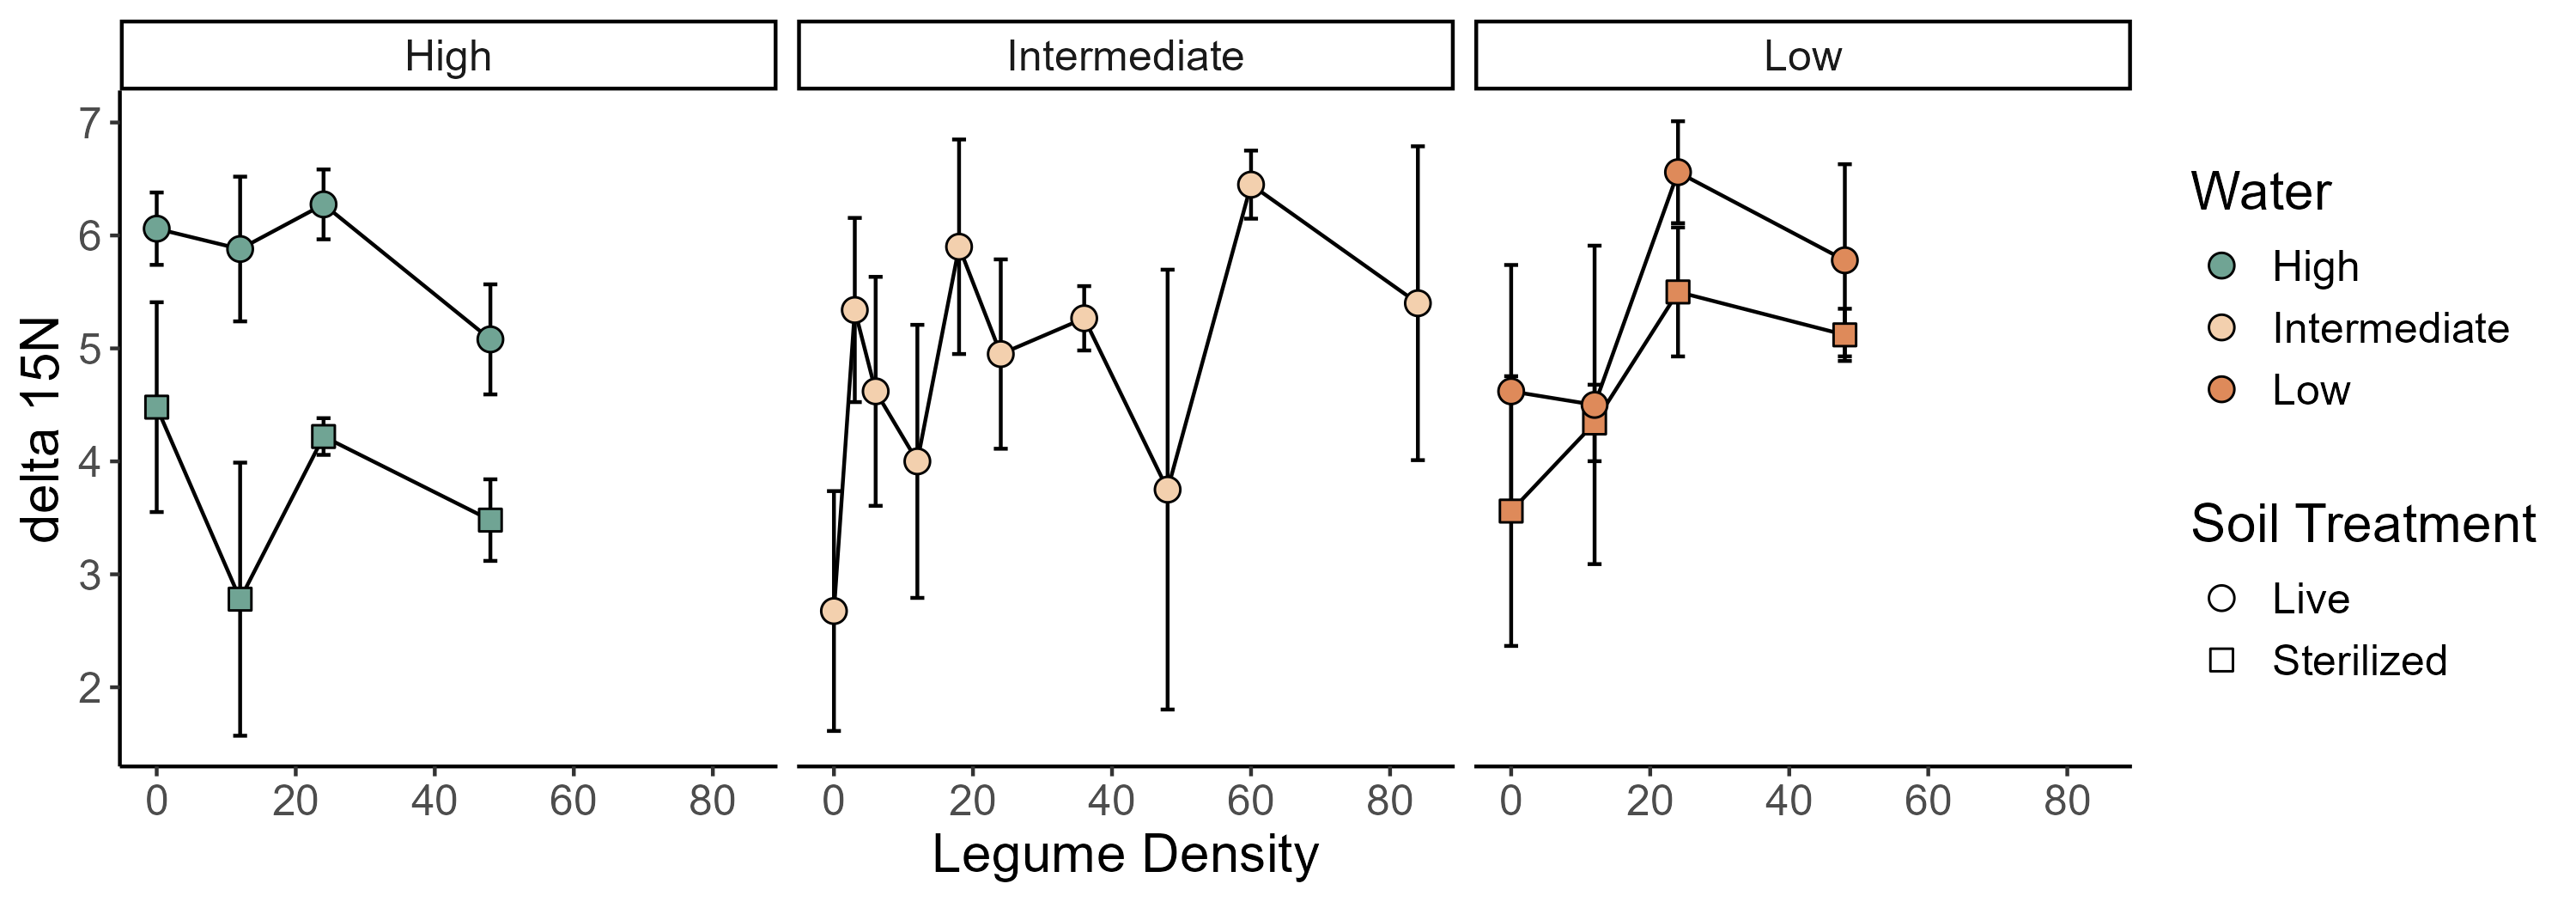 High Intermediate Low
7
6
5
4
3
2
delta 15N
0 20 40 60 80 0 20 40 60 80 0 20 40 60 80
Legume Density
Water
High
Intermediate
Low
Soil Treatment
Live
Sterilized